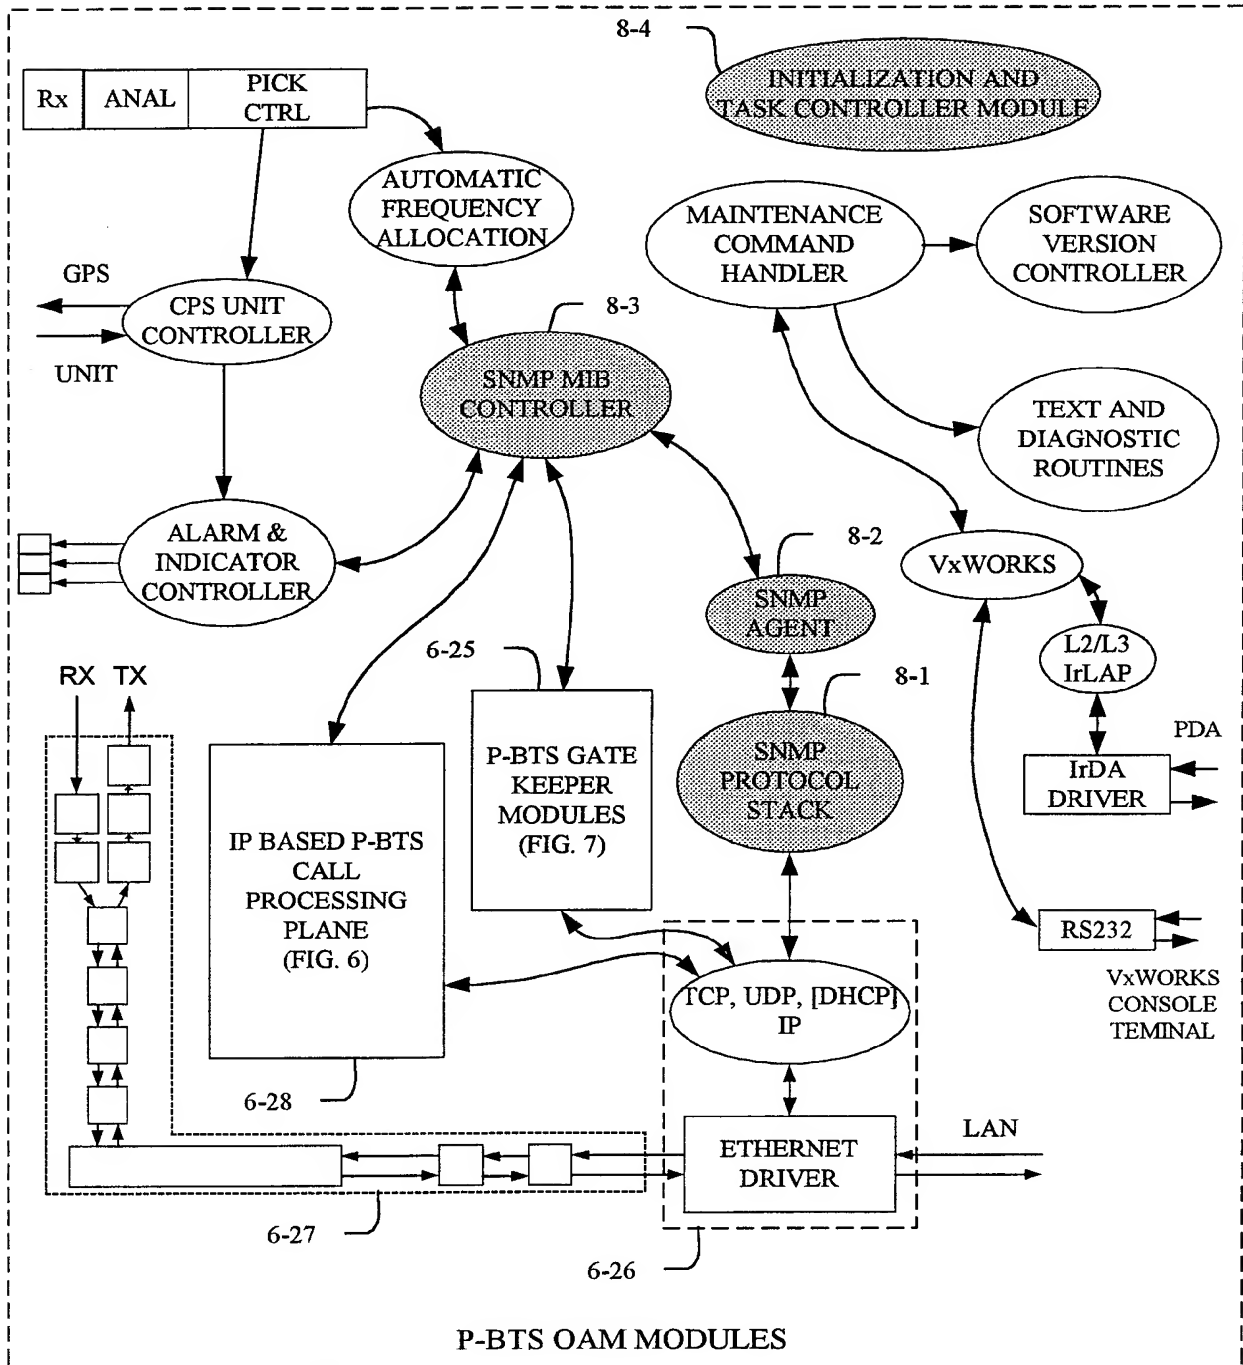 8-4
INITIALIZATION AND
TASK CONTROLLER MODULE
Rx
ANAL
PICK
CTRL
AUTOMATIC
FREQUENCY
ALLOCATION
MAINTENANCE
COMMAND
HANDLER
SOFTWARE
VERSION
CONTROLLER
GPS
UNIT
CPS UNIT
CONTROLLER
8-3
SNMP MIB
CONTROLLER
TEXT AND
DIAGNOSTIC
ROUTINES
ALARM &
INDICATOR
CONTROLLER
8-2
SNMP
AGENT
VxWORKS
L2/L3
IrLAP
6-25
8-1
RX
TX
P-BTS GATE
KEEPER
MODULES
(FIG. 7)
SNMP
PROTOCOL
STACK
PDA
IrDA
DRIVER
IP BASED P-BTS
CALL
PROCESSING
PLANE
(FIG. 6)
RS232
VxWORKS
CONSOLE
TEMINAL
TCP, UDP, [DHCP]
IP
6-28
ETHERNET
DRIVER
LAN
6-27
6-26
P-BTS OAM MODULES